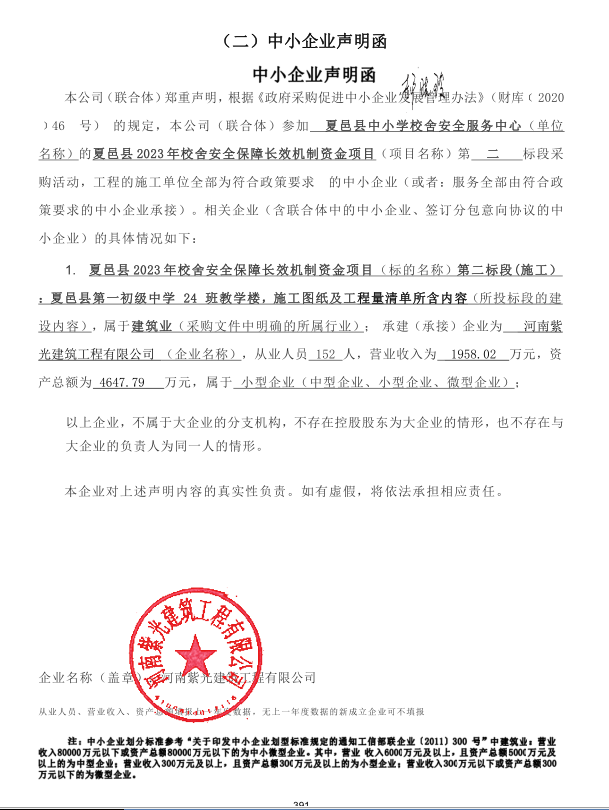 （二）中小企业声明函
中小企业声明函
本公司（联合体）郑重声明，根据《政府采购促进中小企业发展管理办法》（财库﹝2020
﹞46 号） 的规定，本公司（联合体）参加 夏邑县中小学校舍安全服务中心（单位
名称）的夏邑县 2023 年校舍安全保障长效机制资金项目（项目名称）第 二 标段采
购活动，工程的施工单位全部为符合政策要求 的中小企业（或者：服务全部由符合政
策要求的中小企业承接）。相关企业（含联合体中的中小企业、签订分包意向协议的中
小企业）的具体情况如下：
1. 夏邑县 2023 年校舍安全保障长效机制资金项目（标的名称）第二标段(施工）
：夏邑县第一初级中学 24 班教学楼，施工图纸及工程量清单所含内容（所投标段的建
设内容），属于建筑业（采购文件中明确的所属行业）； 承建（承接）企业为 河南紫
光建筑工程有限公司 （企业名称），从业人员 152 人，营业收入为 1958.02 万元，资
产总额为 4647.79 万元，属于 小型企业（中型企业、小型企业、微型企业）；
以上企业，不属于大企业的分支机构，不存在控股股东为大企业的情形，也不存在与
大企业的负责人为同一人的情形。
本企业对上述声明内容的真实性负责。如有虚假，将依法承担相应责任。
河南紫光建筑工程有限公司
企业名称（盖章）：河南紫光建筑工程有限公司
从业人员、营业收入、资产总额填报上一年度数据，无上一年度数据的新成立企业可不填报
注：中小企业划分标准参考“关于印发中小企业划型标准规定的通知工信部联企业（2011）300 号”中建筑业：营业
收入80000万元以下或资产总额80000万元以下的为中小微型企业。其中，营业 收入6000万元及以上，且资产总额5000万元及
以上的为中型企业；营业收入300万元及以上，且资产总额300万元及以上的为小型企业；营业收入300万元以下或资产总额300
万元以下的为微型企业。
391